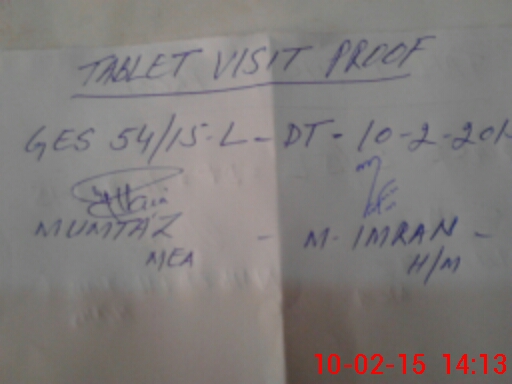 TABLET VISIT PROOF
GES 54/15-L - DT- 10-2-201
MUMTAZ - M. IMRAN -
MEA H/M
10-02-15 14:13